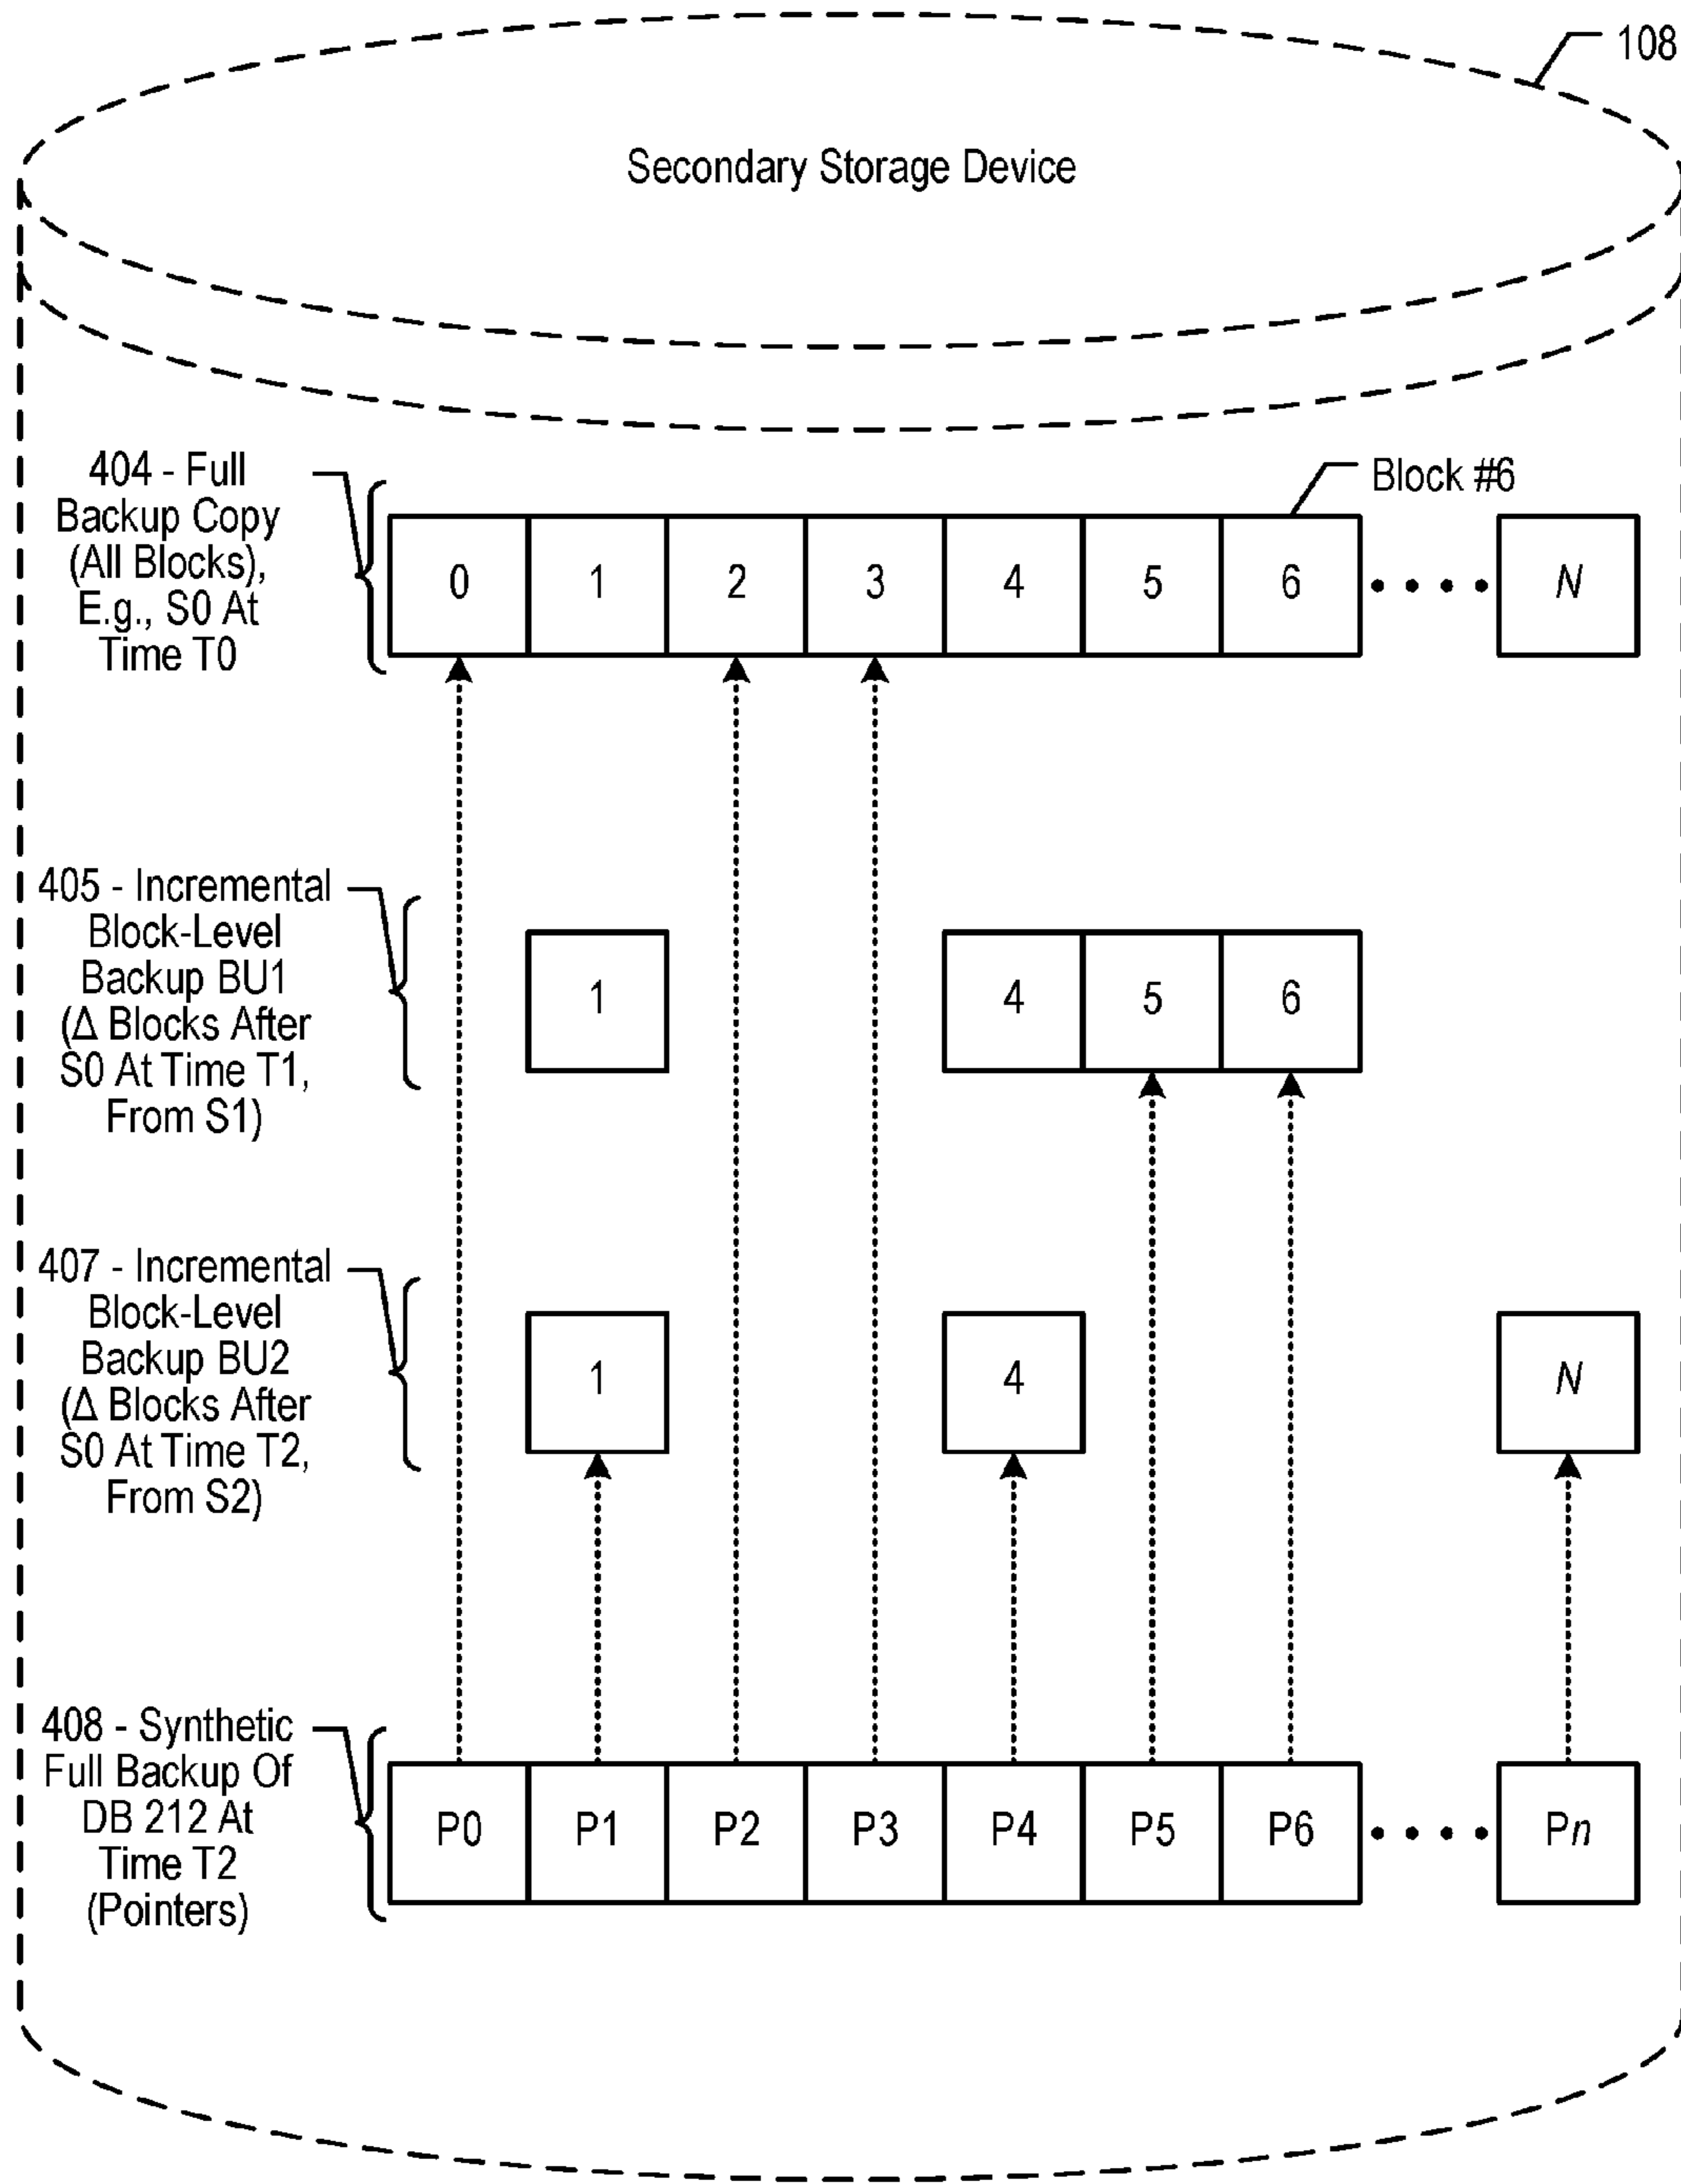 108
Secondary Storage Device
404 - Full
Backup Copy
(All Blocks),
E.g., S0 At
Time T0
Block #6
0 1 2 3 4 5 6 • • • • N
405 - Incremental
Block-Level
Backup BU1
(Δ Blocks After
S0 At Time T1,
From S1)
1 4 5 6
407 - Incremental
Block-Level
Backup BU2
(Δ Blocks After
S0 At Time T2,
From S2)
1 4 N
408 - Synthetic
Full Backup Of
DB 212 At
Time T2
(Pointers)
P0 P1 P2 P3 P4 P5 P6 • • • • Pn